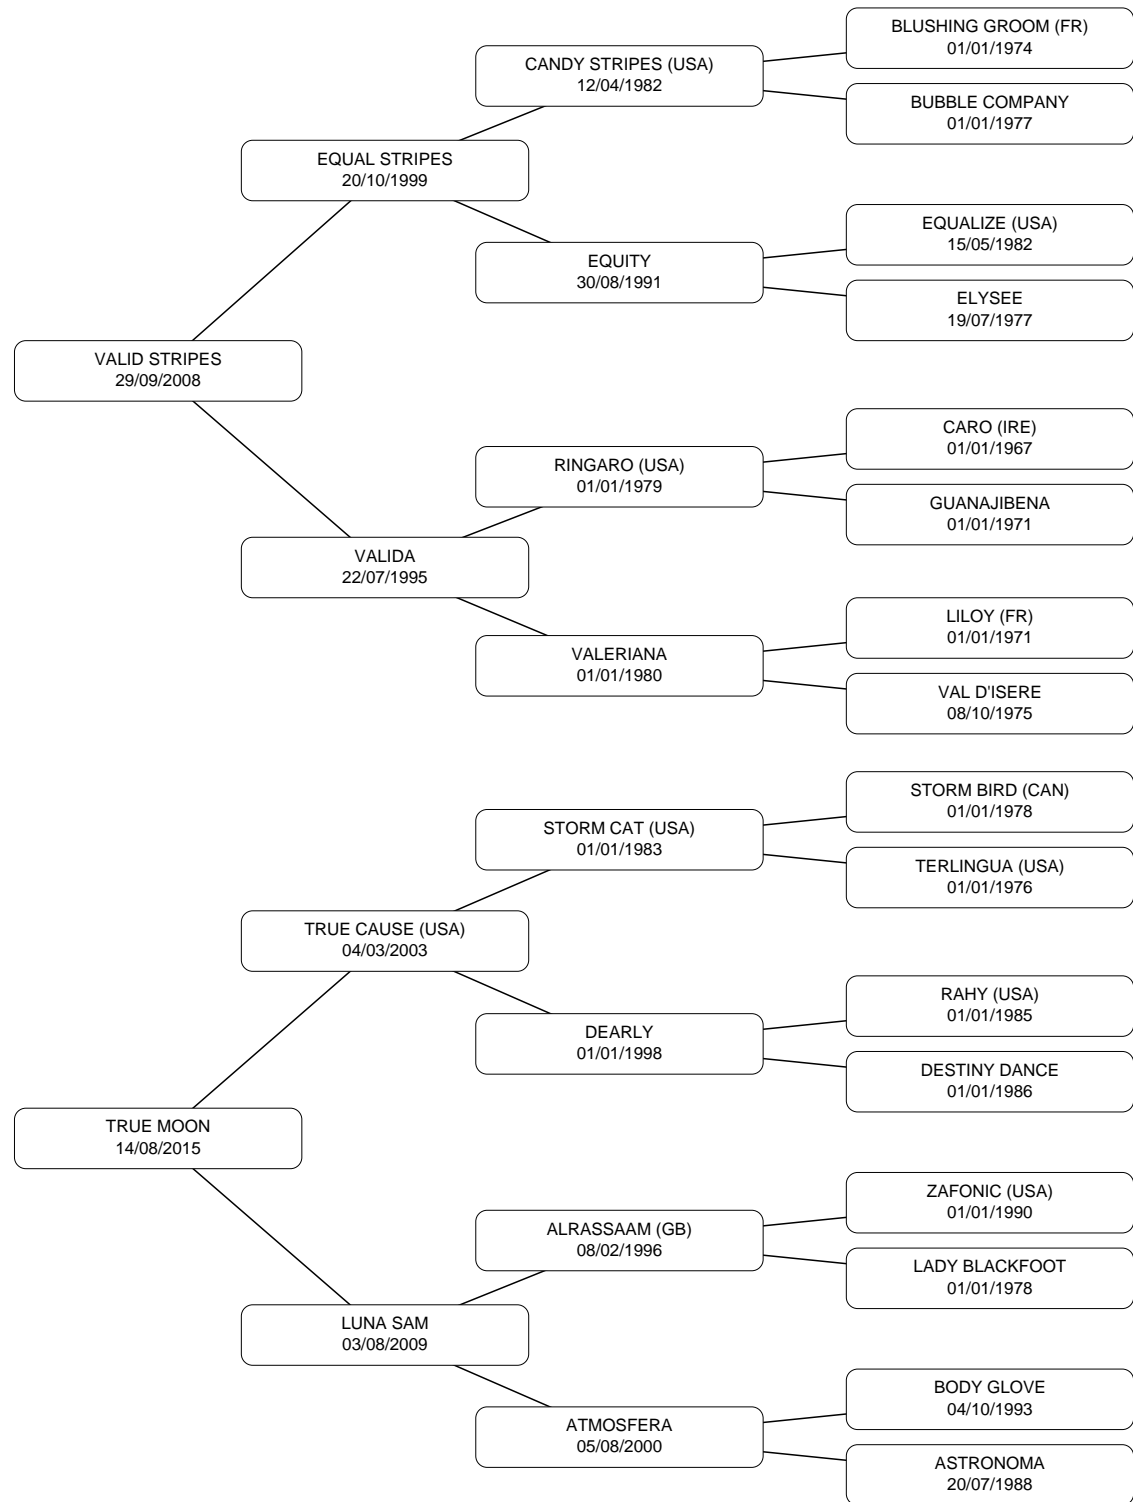 BLUSHING GROOM (FR)
01/01/1974
CANDY STRIPES (USA)
12/04/1982
BUBBLE COMPANY
01/01/1977
EQUAL STRIPES
20/10/1999
EQUALIZE (USA)
15/05/1982
EQUITY
30/08/1991
ELYSEE
19/07/1977
VALID STRIPES
29/09/2008
CARO (IRE)
01/01/1967
RINGARO (USA)
01/01/1979
GUANAJIBENA
01/01/1971
VALIDA
22/07/1995
LILOY (FR)
01/01/1971
VALERIANA
01/01/1980
VAL D'ISERE
08/10/1975
STORM BIRD (CAN)
01/01/1978
STORM CAT (USA)
01/01/1983
TERLINGUA (USA)
01/01/1976
TRUE CAUSE (USA)
04/03/2003
RAHY (USA)
01/01/1985
DEARLY
01/01/1998
DESTINY DANCE
01/01/1986
TRUE MOON
14/08/2015
ZAFONIC (USA)
01/01/1990
ALRASSAAM (GB)
08/02/1996
LADY BLACKFOOT
01/01/1978
LUNA SAM
03/08/2009
BODY GLOVE
04/10/1993
ATMOSFERA
05/08/2000
ASTRONOMA
20/07/1988